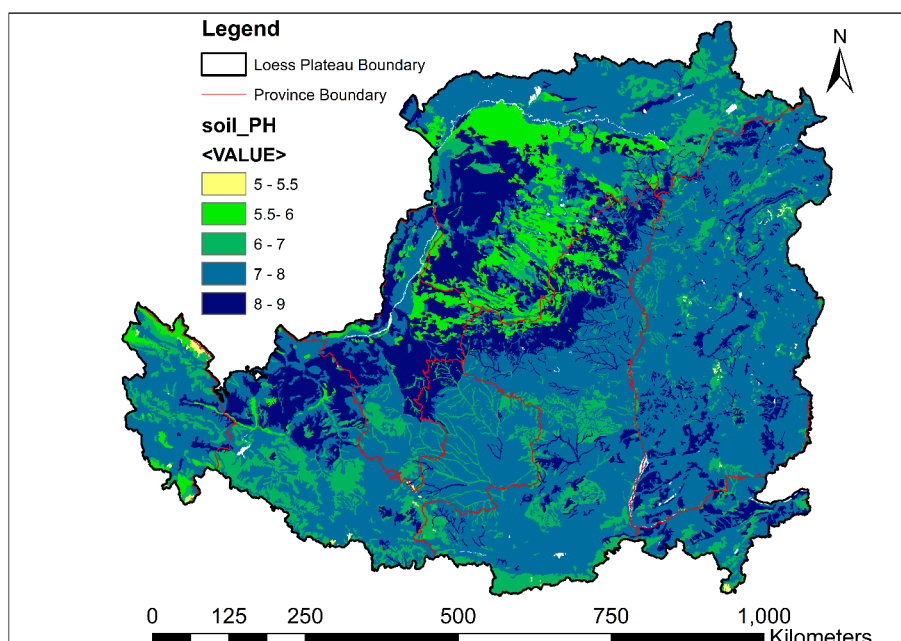 Legend
Loess Plateau Boundary
Province Boundary
soil_PH
<VALUE>
5 - 5.5
5.5- 6
6 - 7
7 - 8
8 - 9
N
0 125 250 500 750 1,000
Kilometers